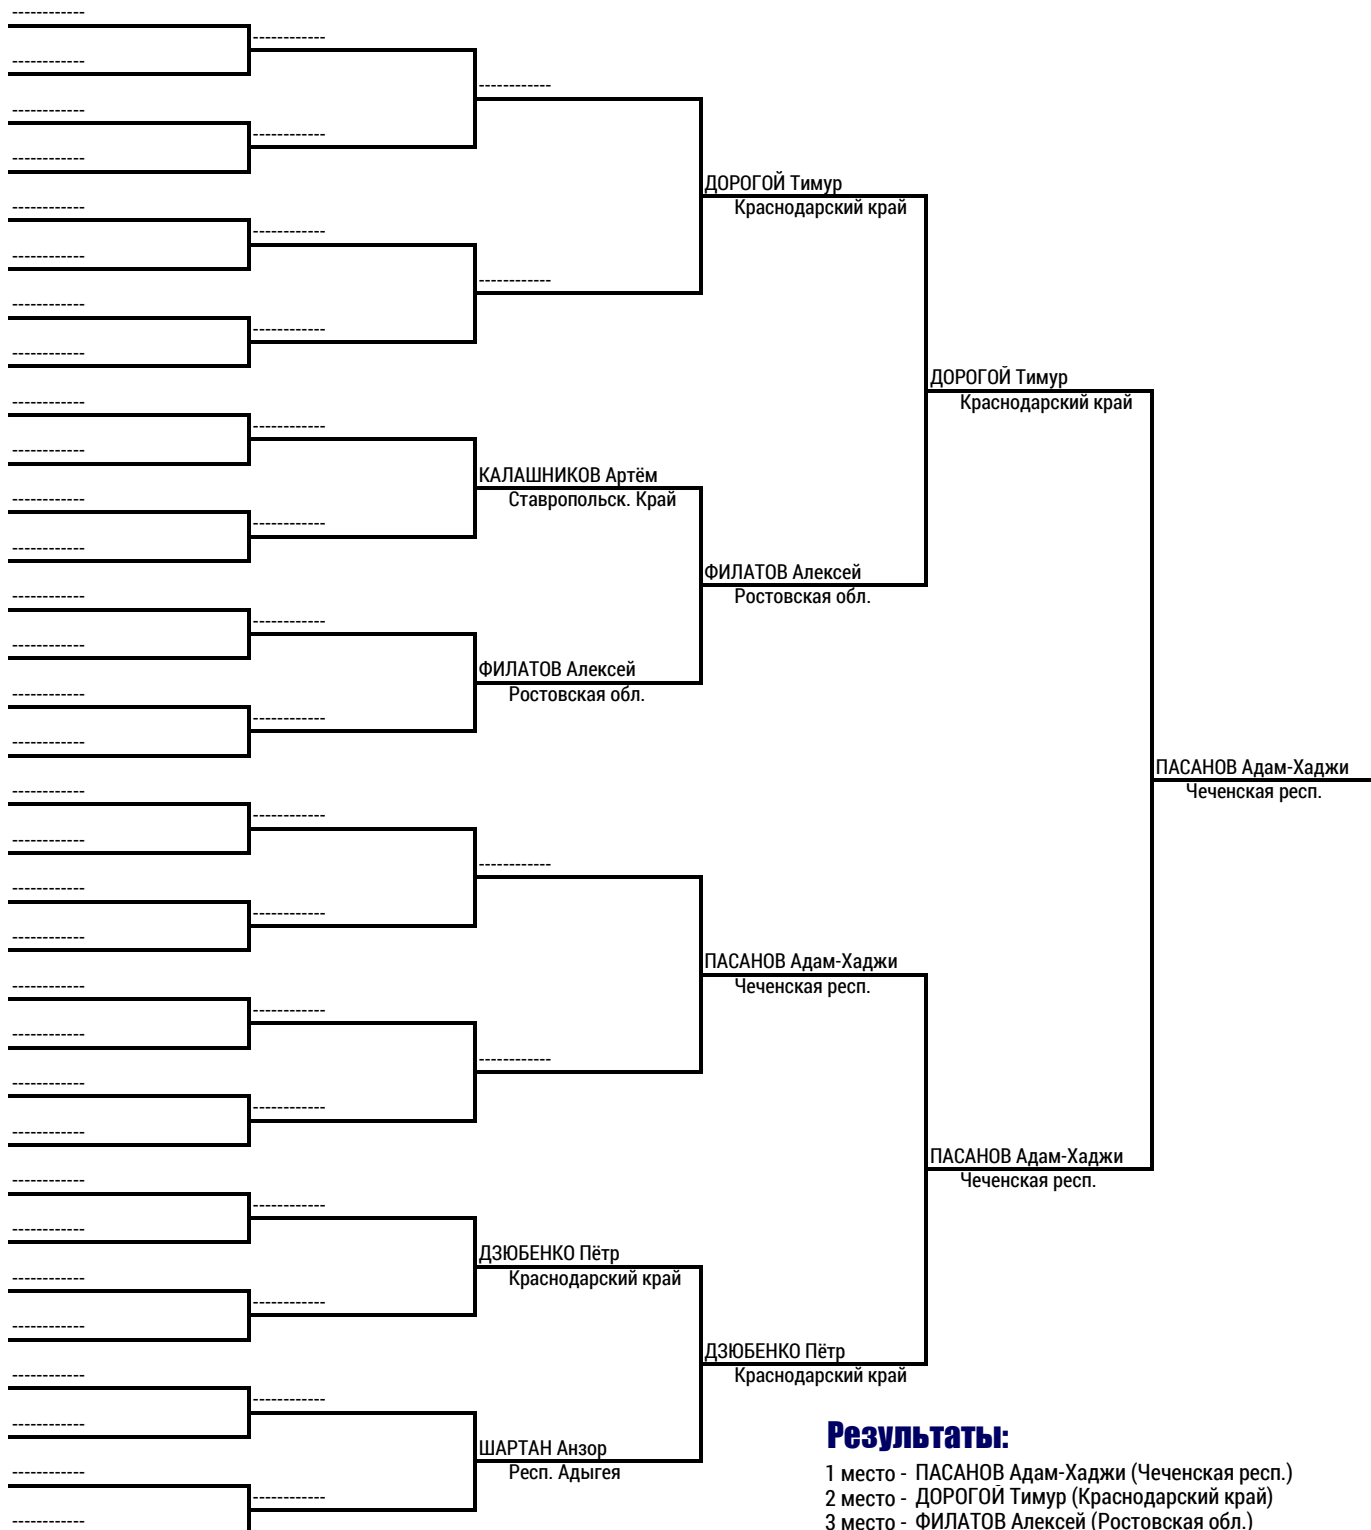 ------------
------------
------------
------------
------------
------------
------------
------------
------------
------------
------------
------------
------------
------------
ДОРОГОЙ Тимур
Краснодарский край
ДОРОГОЙ Тимур
Краснодарский край
------------
------------
------------
------------
------------
------------
КАЛАШНИКОВ Артём
Ставропольск. Край
ФИЛАТОВ Алексей
Ростовская обл.
------------
------------
------------
------------
------------
------------
ФИЛАТОВ Алексей
Ростовская обл.
ПАСАНОВ Адам-Хаджи
Чеченская респ.
------------
------------
------------
------------
------------
------------
------------
ПАСАНОВ Адам-Хаджи
Чеченская респ.
------------
------------
------------
------------
------------
------------
------------
ПАСАНОВ Адам-Хаджи
Чеченская респ.
------------
------------
------------
------------
------------
------------
ДЗЮБЕНКО Пётр
Краснодарский край
ДЗЮБЕНКО Пётр
Краснодарский край
------------
------------
------------
------------
------------
------------
ШАРТАН Анзор
Респ. Адыгея
Результаты:
1 место - ПАСАНОВ Адам-Хаджи (Чеченская респ.)
2 место - ДОРОГОЙ Тимур (Краснодарский край)
3 место - ФИЛАТОВ Алексей (Ростовская обл.)